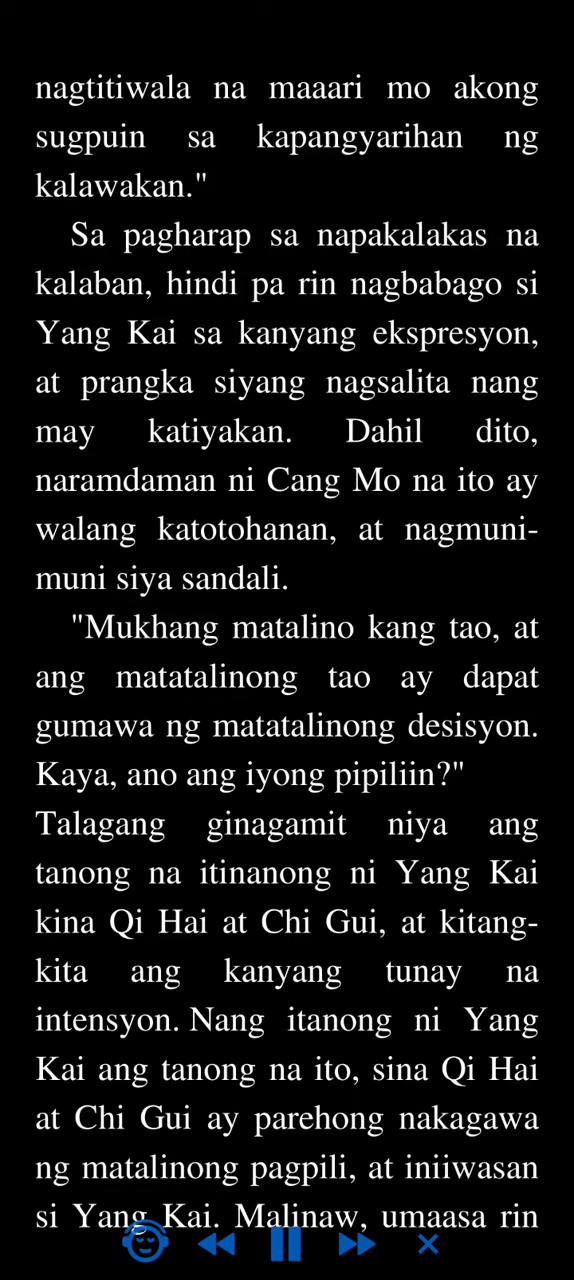 nagtitiwala na maaari mo akong
sugpuin sa kapangyarihan ng
kalawakan."
Sa pagharap sa napakalakas na
kalaban, hindi pa rin nagbabago si
Yang Kai sa kanyang ekspresyon,
at prangka siyang nagsalita nang
may katiyakan. Dahil dito,
naramdaman ni Cang Mo na ito ay
walang katotohanan, at nagmuni-
muni siya sandali.
"Mukhang matalino kang tao, at
ang matatalinong tao ay dapat
gumawa ng matatalinong desisyon.
Kaya, ano ang iyong pipiliin?"
Talagang ginagamit niya ang
tanong na itinanong ni Yang Kai
kina Qi Hai at Chi Gui, at kitang-
kita ang kanyang tunay na
intensyon. Nang itanong ni Yang
Kai ang tanong na ito, sina Qi Hai
at Chi Gui ay parehong nakagawa
ng matalinong pagpili, at iniiwasan
si Yang Kai. Malinaw, umaasa rin